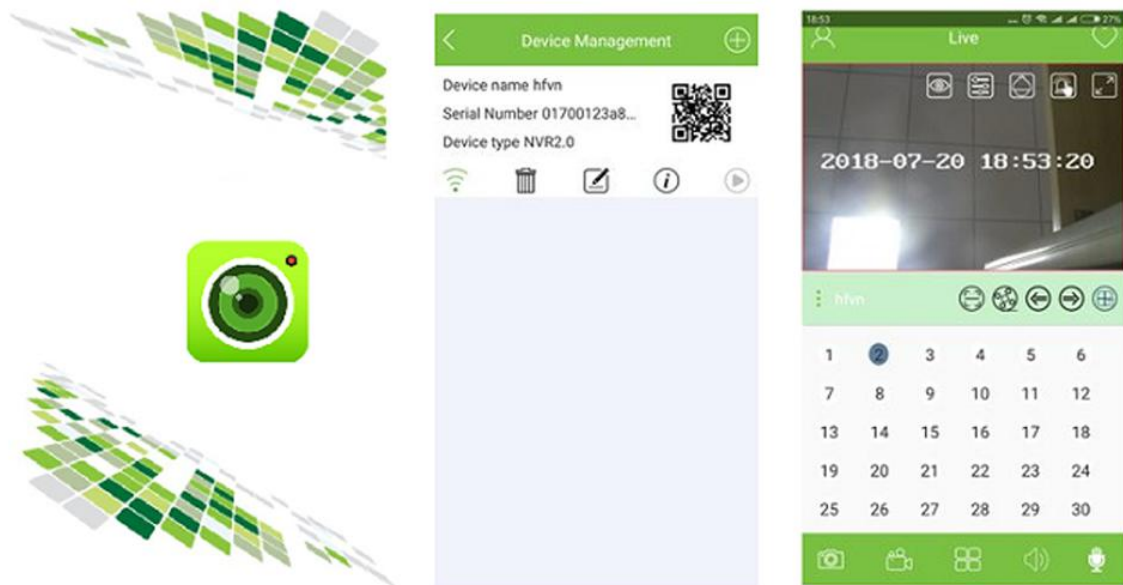 Device Management
Device name hfvn
Serial Number 01700123a8...
Device type NVR2.0
18:53
27%
Live
2018-07-20 18:53:20
hfvn
1 2 3 4 5 6
7 8 9 10 11 12
13 14 15 16 17 18
19 20 21 22 23 24
25 26 27 28 29 30